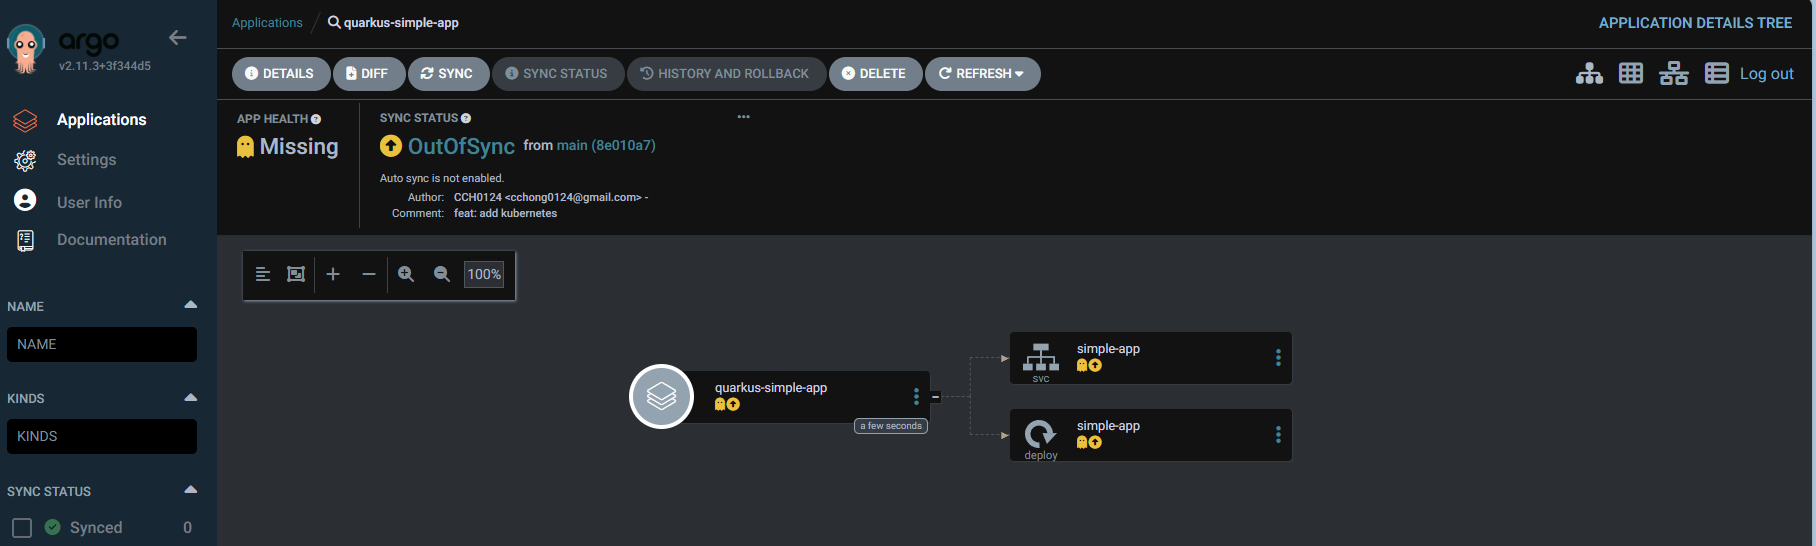 argo
v2.11.3+3f344d5
Applications
Settings
User Info
Documentation
NAME
NAME
KINDS
KINDS
SYNC STATUS
Synced 0
Applications / quarkus-simple-app
APPLICATION DETAILS TREE
DETAILS DIFF SYNC SYNC STATUS HISTORY AND ROLLBACK DELETE REFRESH
Log out
APP HEALTH
Missing
SYNC STATUS
OutOfSync from main (8e010a7)
Auto sync is not enabled.
Author: CCH0124 <cchong0124@gmail.com> -
Comment: feat: add kubernetes
100%
quarkus-simple-app
a few seconds
simple-app
svc
simple-app
deploy